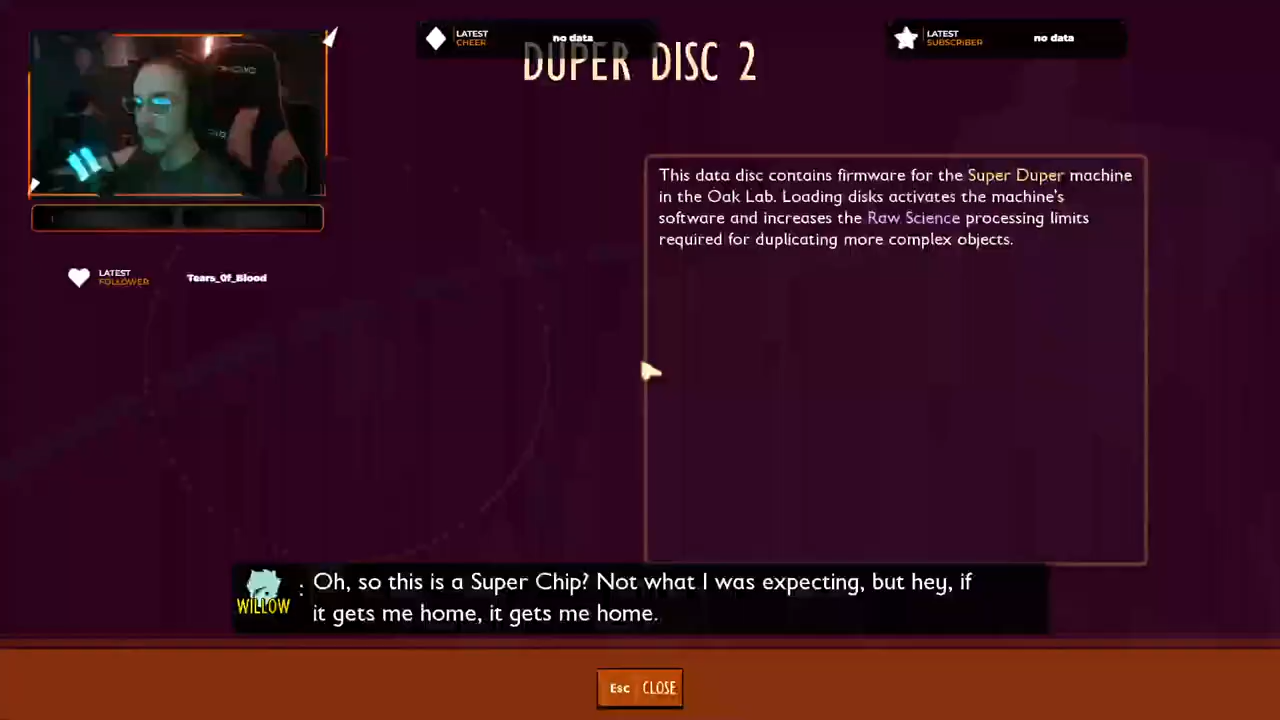 LATEST
CHEER
no data
LATEST
SUBSCRIBER
no data
DUPER DISC 2
This data disc contains firmware for the Super Duper machine
in the Oak Lab. Loading disks activates the machine's
software and increases the Raw Science processing limits
required for duplicating more complex objects.
LATEST
FOLLOWER
Tears_Of_Blood
WILLOW
: Oh, so this is a Super Chip? Not what I was expecting, but hey, if
it gets me home, it gets me home.
Esc CLOSE